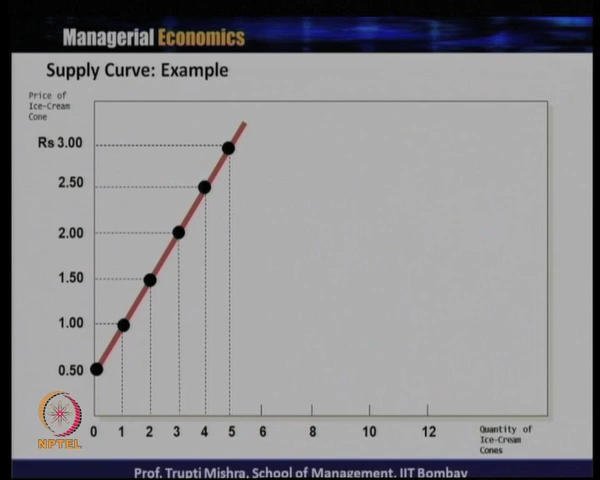 Managerial Economics
Supply Curve: Example
Price of
Ice-Cream
Cone
Rs 3.00
2.50
2.00
1.50
1.00
0.50
0 1 2 3 4 5 6 8 10 12
Quantity of
Ice-Cream
Cones
NPTEL
Prof. Trupti Mishra, School of Management, IIT Bombay